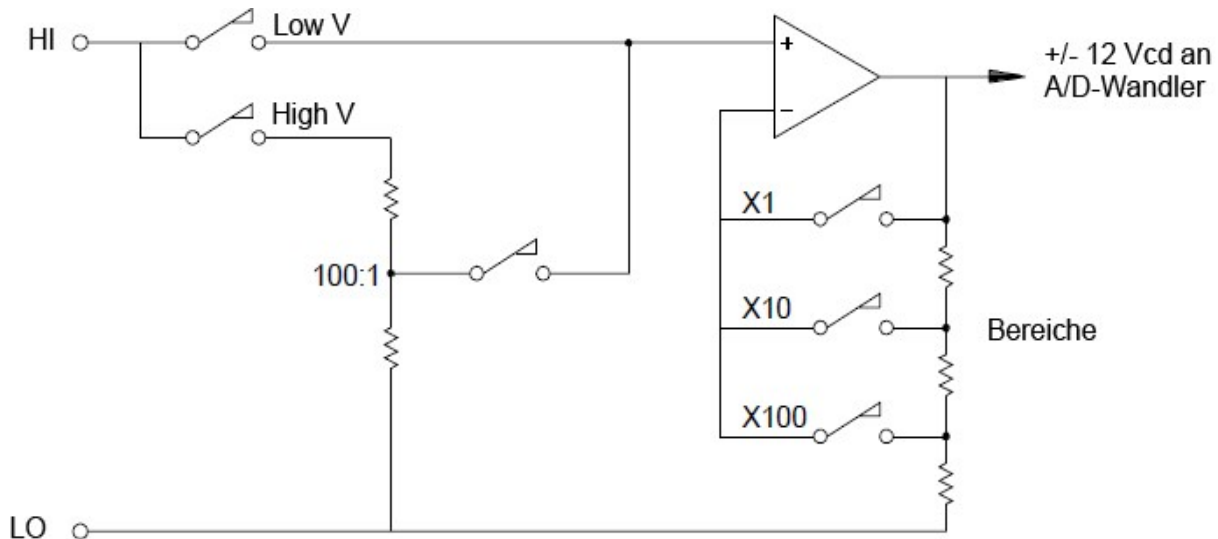 HI
Low V
+
+/- 12 Vcd an
A/D-Wandler
High V
−
X1
100:1
X10
Bereiche
X100
LO